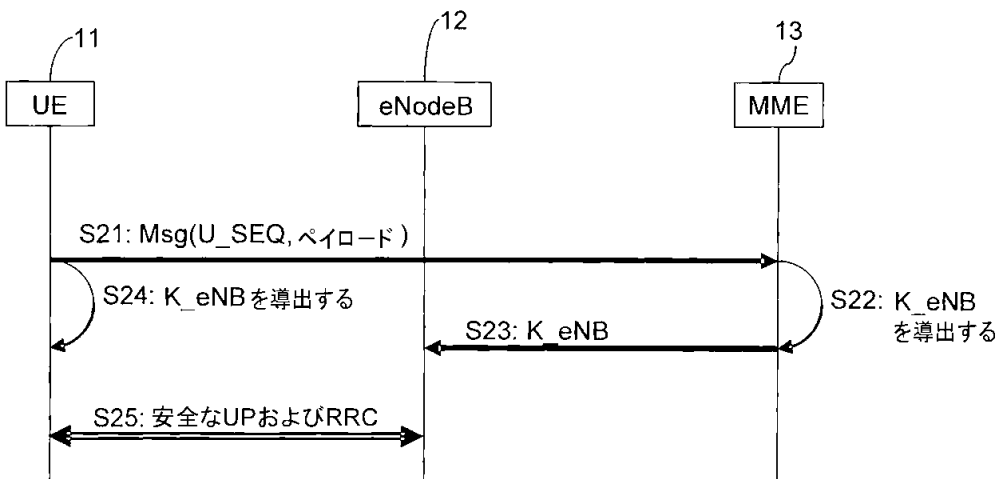 11
12
13
UE
eNodeB
MME
S21: Msg(U_SEQ, ペイロード)
S24: K_eNBを導出する
S22: K_eNB
を導出する
S23: K_eNB
S25: 安全なUPおよびRRC